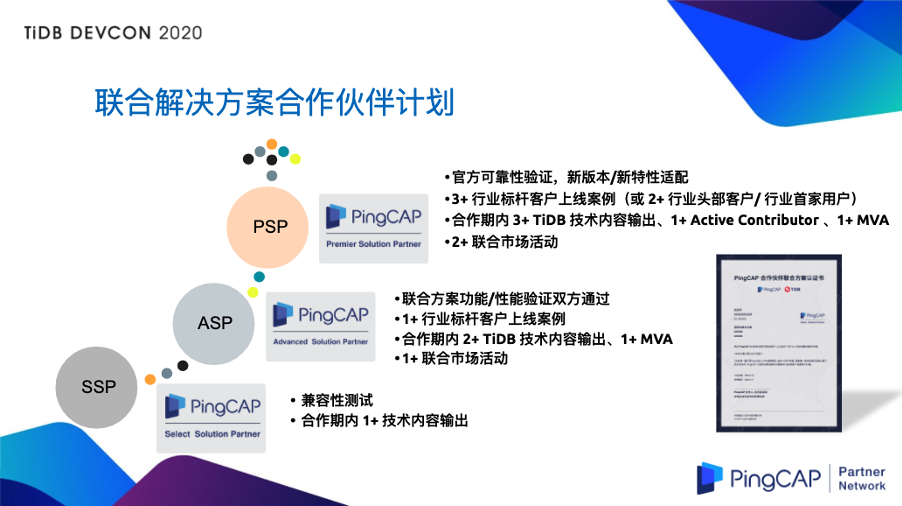 TiDB DEVCON 2020
联合解决方案合作伙伴计划
PSP
PingCAP
Premier Solution Partner
•官方可靠性验证，新版本/新特性适配
•3+ 行业标杆客户上线案例（或 2+ 行业头部客户/ 行业首家用户）
•合作期内 3+ TiDB 技术内容输出、1+ Active Contributor 、1+ MVA
•2+ 联合市场活动
ASP
PingCAP
Advanced Solution Partner
•联合方案功能/性能验证双方通过
•1+ 行业标杆客户上线案例
•合作期内 2+ TiDB 技术内容输出、1+ MVA
•1+ 联合市场活动
SSP
PingCAP
Select Solution Partner
• 兼容性测试
• 合作期内 1+ 技术内容输出
PingCAP 合作伙伴联合方案认证书
PingCAP TiDB
PingCAP
PingCAP
Partner
Network